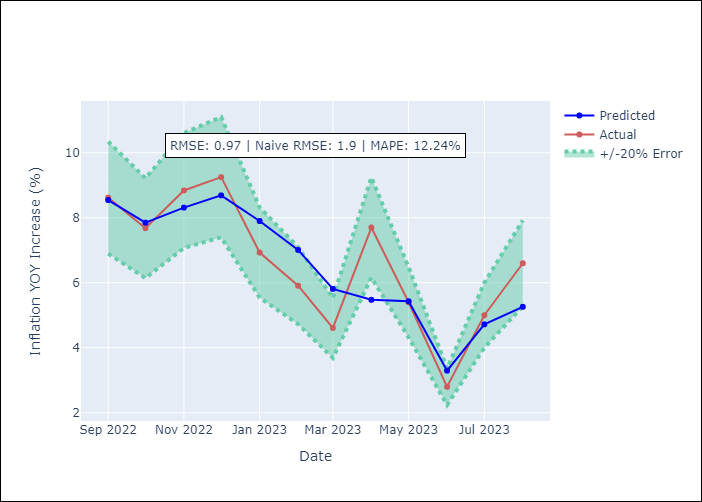 RMSE: 0.97 | Naive RMSE: 1.9 | MAPE: 12.24%
Predicted
Actual
+/-20% Error
Inflation YOY Increase (%)
10
8
6
4
2
Sep 2022
Nov 2022
Jan 2023
Mar 2023
May 2023
Jul 2023
Date